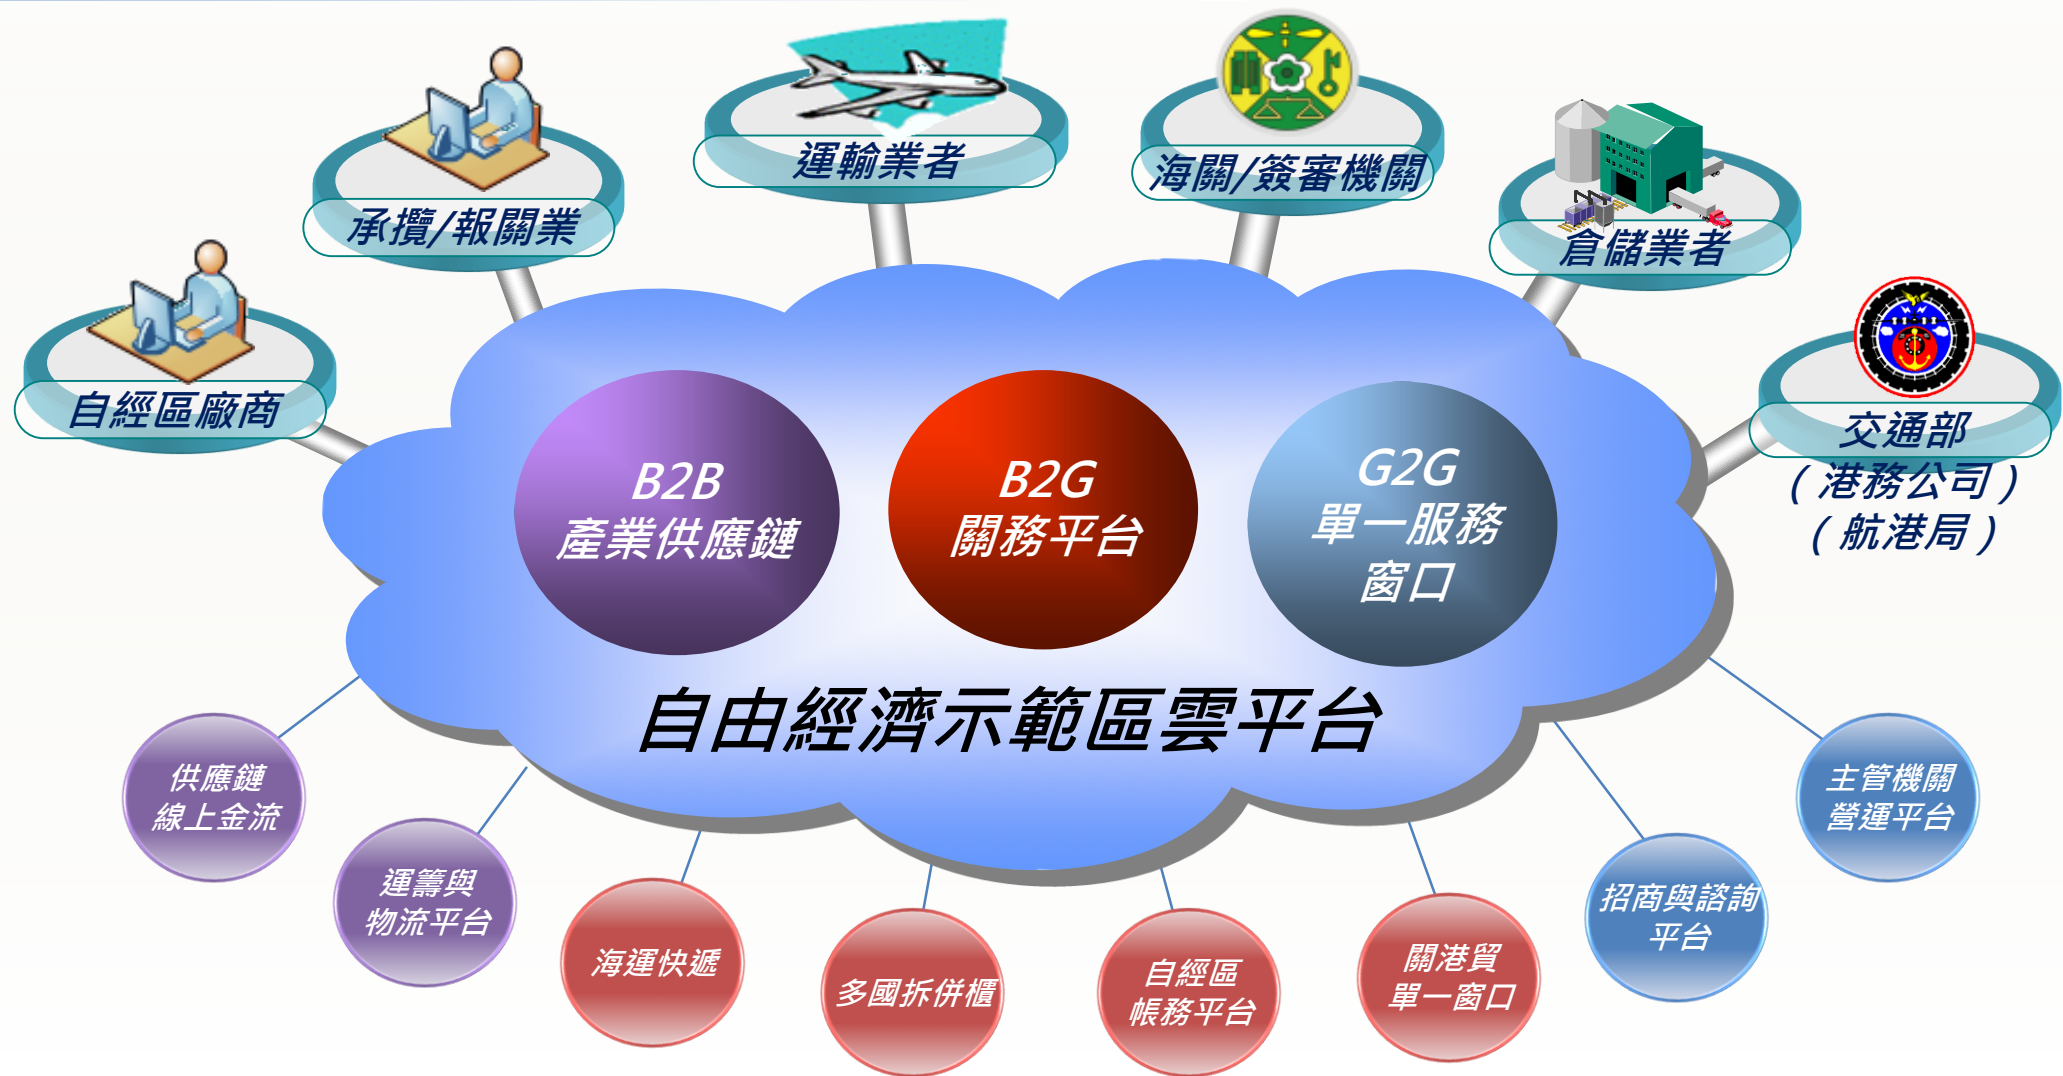 運輸業者
海關/簽審機關
承攬/報關業
倉儲業者
自經區廠商
交通部
(港務公司)
(航港局)
B2B
產業供應鏈
B2G
關務平台
G2G
單一服務
窗口
自由經濟示範區雲平台
供應鏈
線上金流
運籌與
物流平台
海運快遞
多國拆併櫃
自經區
帳務平台
關港貿
單一窗口
招商與諮詢
平台
主管機關
營運平台